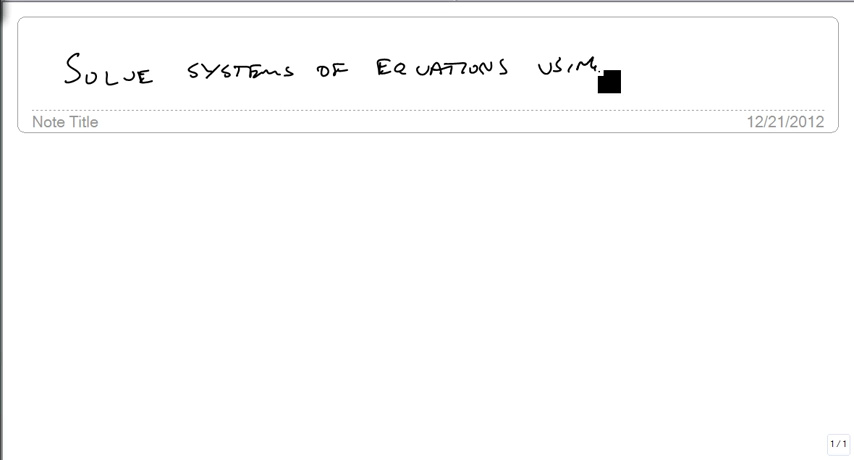 SOLVE SYSTEMS OF EQUATIONS
Note Title 12/21/2012
1 / 1